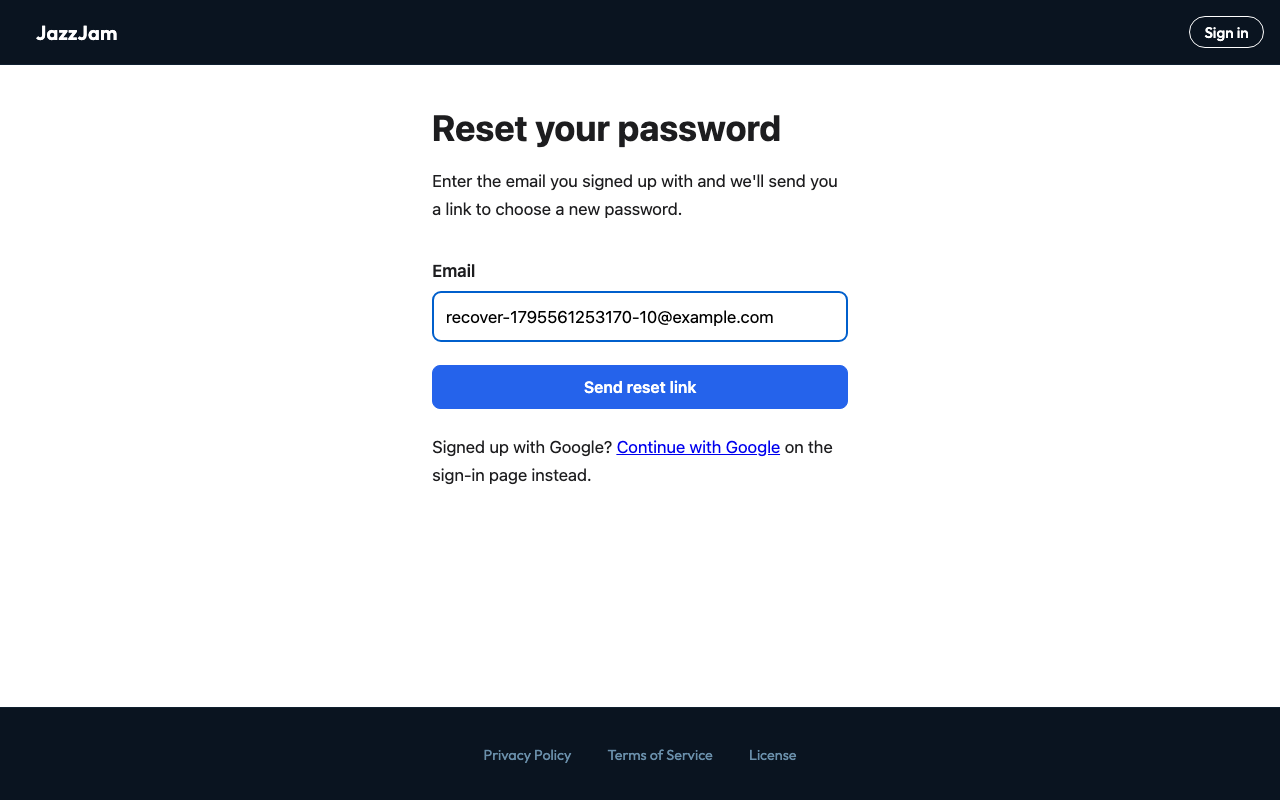 JazzJam
Sign in
Reset your password
Enter the email you signed up with and we'll send you
a link to choose a new password.
Email
recover-1795561253170-10@example.com
Send reset link
Signed up with Google? Continue with Google on the
sign-in page instead.
Privacy Policy
Terms of Service
License